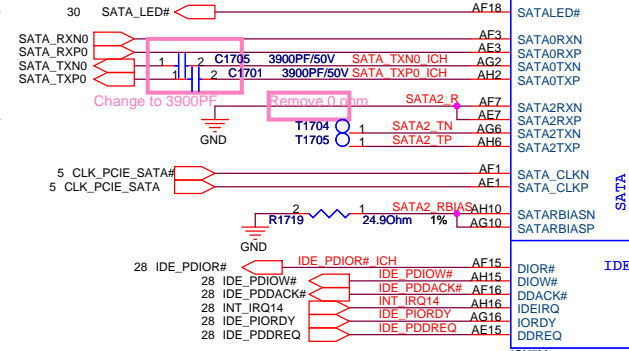 30 SATA_LED# AF18 SATALED#
SATA_RXN0 AF3 SATA0RXN
SATA_RXP0 AE3 SATA0RXP
SATA_TXN0 1 2 C1705 3900PF/50V SATA_TXN0_ICH AG2 SATA0TXN
SATA_TXP0 1 2 C1701 3900PF/50V SATA_TXP0_ICH AH2 SATA0TXP
Change to 3900PF Remove 0 ohm SATA2_R AF7 SATA2RXN
AE7 SATA2RXP
GND T1704 1 SATA2_TN AG6 SATA2TXN
T1705 1 SATA2_TP AH6 SATA2TXP
5 CLK_PCIE_SATA# AF1 SATA_CLKN
5 CLK_PCIE_SATA AE1 SATA_CLKP
SATA
2 1 SATA2_RBIAS AH10 SATARBIASN
R1719 24.9Ohm 1% AG10 SATARBIASP
GND
IDE
28 IDE_PDIOR# IDE_PDIOR#_ICH AF15 DIOR#
28 IDE_PDIOW# IDE_PDIOW# AH15 DIOW#
28 IDE_PDDACK# IDE_PDDACK# AF16 DDACK#
28 INT_IRQ14 INT_IRQ14 AH16 IDEIRQ
28 IDE_PIORDY IDE_PIORDY AG16 IORDY
28 IDE_PDDREQ IDE_PDDREQ AE15 DDREQ